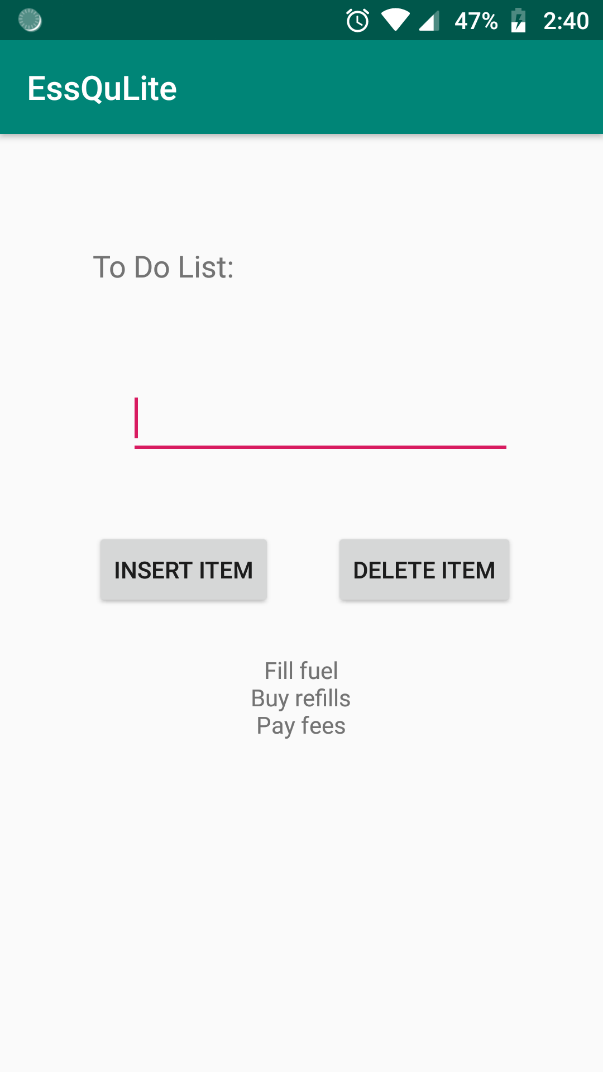 47% 2:40
EssQuLite
To Do List:
INSERT ITEM DELETE ITEM
Fill fuel
Buy refills
Pay fees